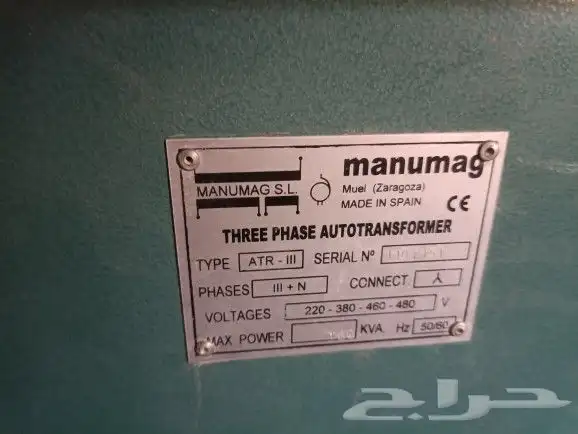 MANUMAG S.L.
manumag
Muel (Zaragoza)
MADE IN SPAIN
CE
THREE PHASE AUTOTRANSFORMER
TYPE ATR - III SERIAL Nº
PHASES III + N CONNECT.
VOLTAGES 220 - 380 - 460 - 480 V
MAX POWER KVA. Hz 50/60
حراج